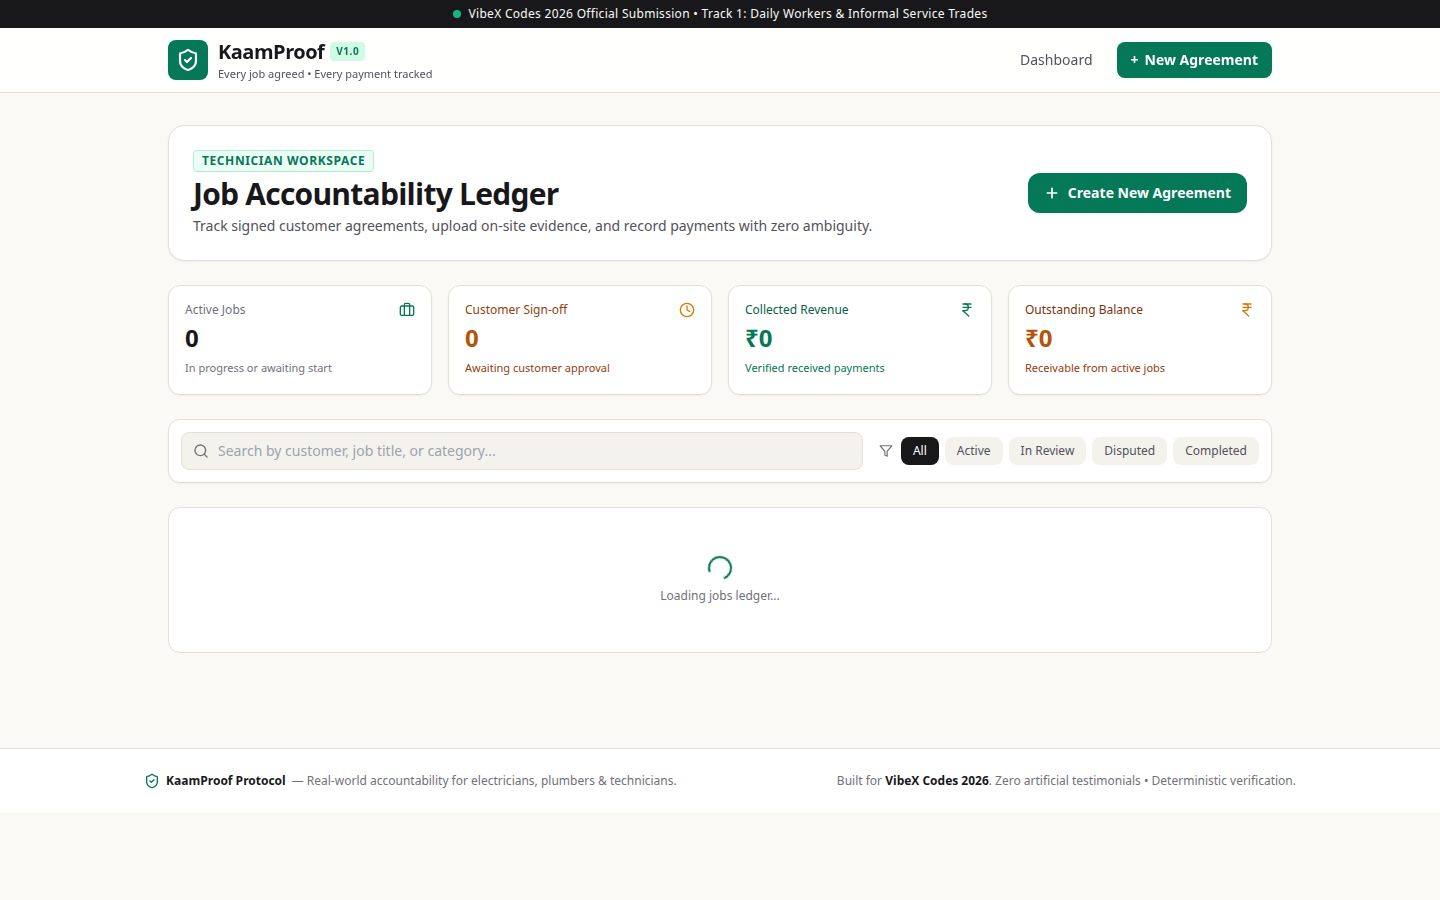 VibeX Codes 2026 Official Submission • Track 1: Daily Workers & Informal Service Trades
KaamProof V1.0
Every job agreed • Every payment tracked
Dashboard
+ New Agreement
TECHNICIAN WORKSPACE
Job Accountability Ledger
Track signed customer agreements, upload on-site evidence, and record payments with zero ambiguity.
+ Create New Agreement
Active Jobs
0
In progress or awaiting start
Customer Sign-off
0
Awaiting customer approval
Collected Revenue
₹
₹0
Verified received payments
Outstanding Balance
₹
₹0
Receivable from active jobs
Search by customer, job title, or category...
All
Active
In Review
Disputed
Completed
Loading jobs ledger...
KaamProof Protocol — Real-world accountability for electricians, plumbers & technicians.
Built for VibeX Codes 2026. Zero artificial testimonials • Deterministic verification.